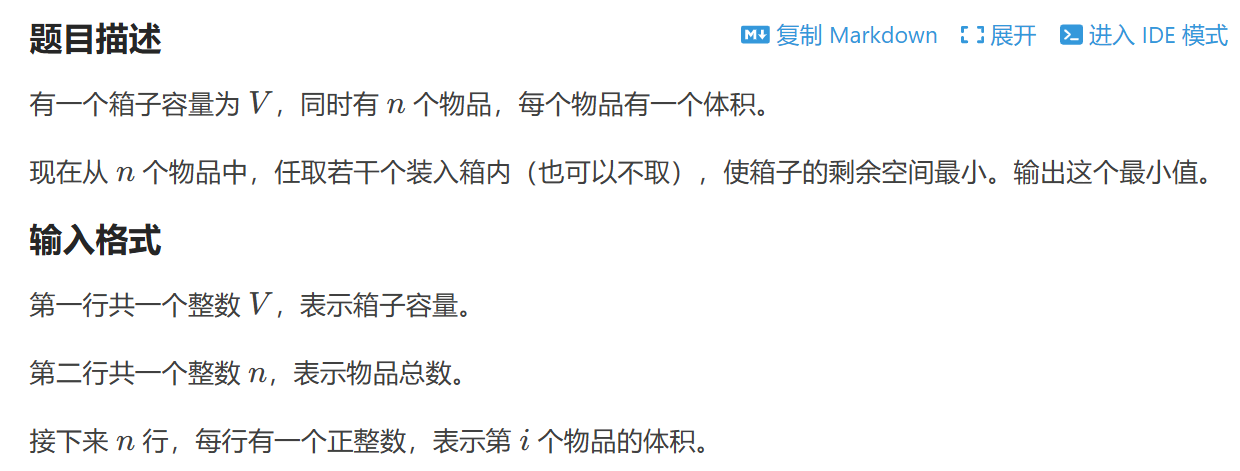 题目描述
复制 Markdown 展开 进入 IDE 模式
有一个箱子容量为 V，同时有 n 个物品，每个物品有一个体积。
现在从 n 个物品中，任取若干个装入箱内（也可以不取），使箱子的剩余空间最小。输出这个最小值。
输入格式
第一行共一个整数 V，表示箱子容量。
第二行共一个整数 n，表示物品总数。
接下来 n 行，每行有一个正整数，表示第 i 个物品的体积。